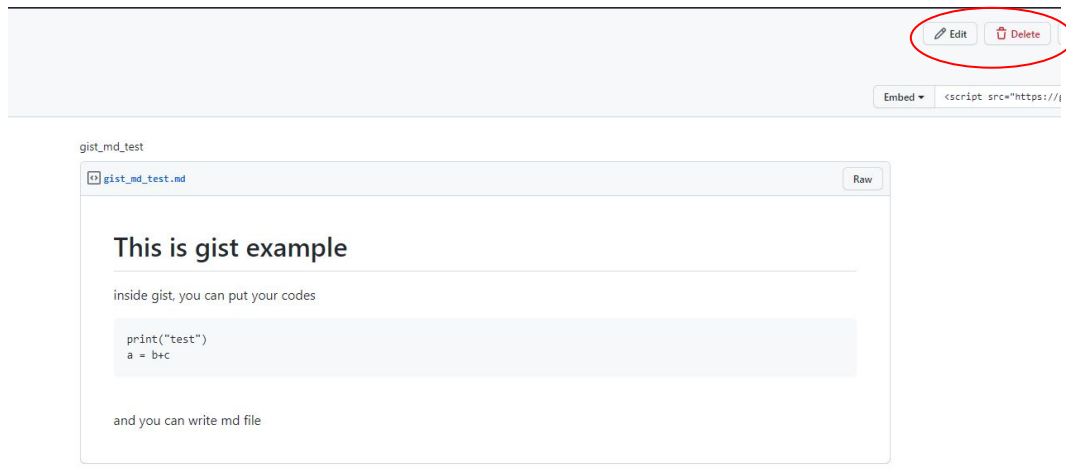 Edit Delete
Embed <script src="https://
gist_md_test
gist_md_test.md Raw
This is gist example
inside gist, you can put your codes
print("test")
a = b+c
and you can write md file